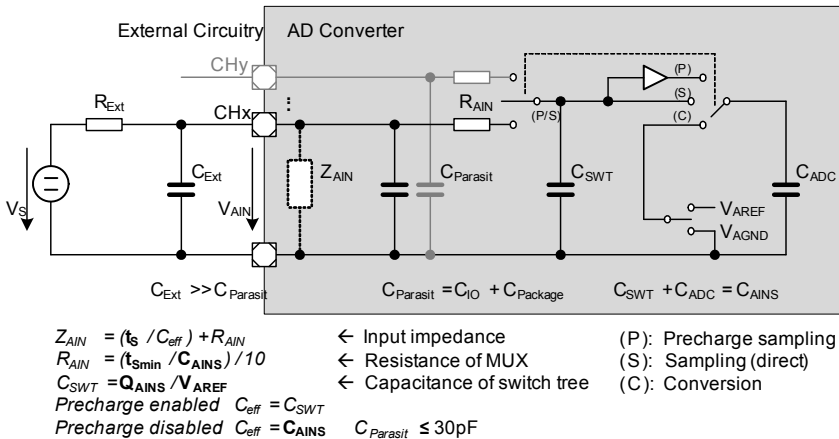 External Circuitry
AD Converter
CHy
(P)
R_Ext
CHx
⋮
R_AIN
(P/S)
(S)
(C)
C_Ext
Z_AIN
C_Parasit
C_SWT
C_ADC
V_S
V_AIN
V_AREF
V_AGND
C_Ext >> C_Parasit
C_Parasit = C_IO + C_Package
C_SWT + C_ADC = C_AINS
Z_AIN = (t_S / C_eff) + R_AIN ← Input impedance (P): Precharge sampling
R_AIN = (t_Smin / C_AINS) / 10 ← Resistance of MUX (S): Sampling (direct)
C_SWT = Q_AINS / V_AREF ← Capacitance of switch tree (C): Conversion
Precharge enabled C_eff = C_SWT
Precharge disabled C_eff = C_AINS C_Parasit ≤ 30pF